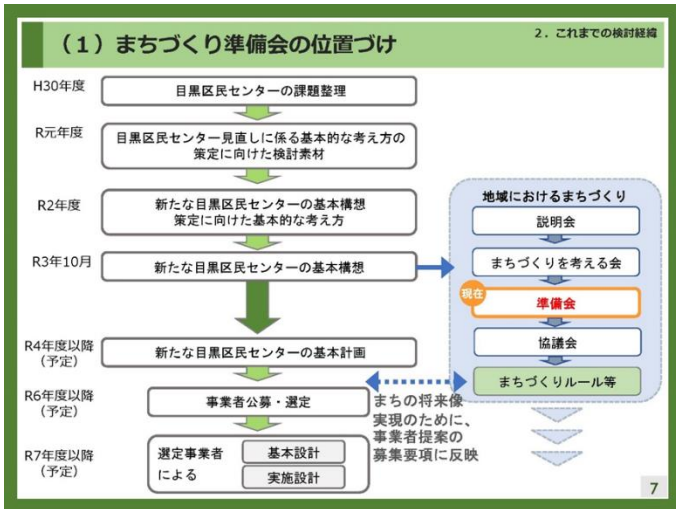 （１）まちづくり準備会の位置づけ
２．これまでの検討経緯
H30年度
目黒区民センターの課題整理
R元年度
目黒区民センター見直しに係る基本的な考え方の
策定に向けた検討素材
R2年度
新たな目黒区民センターの基本構想
策定に向けた基本的な考え方
R3年10月
新たな目黒区民センターの基本構想
R4年度以降
（予定）
新たな目黒区民センターの基本計画
R6年度以降
（予定）
事業者公募・選定
R7年度以降
（予定）
選定事業者
による
基本設計
実施設計
地域におけるまちづくり
説明会
まちづくりを考える会
現在
準備会
協議会
まちづくりルール等
まちの将来像
実現のために、
事業者提案の
募集要項に反映
7